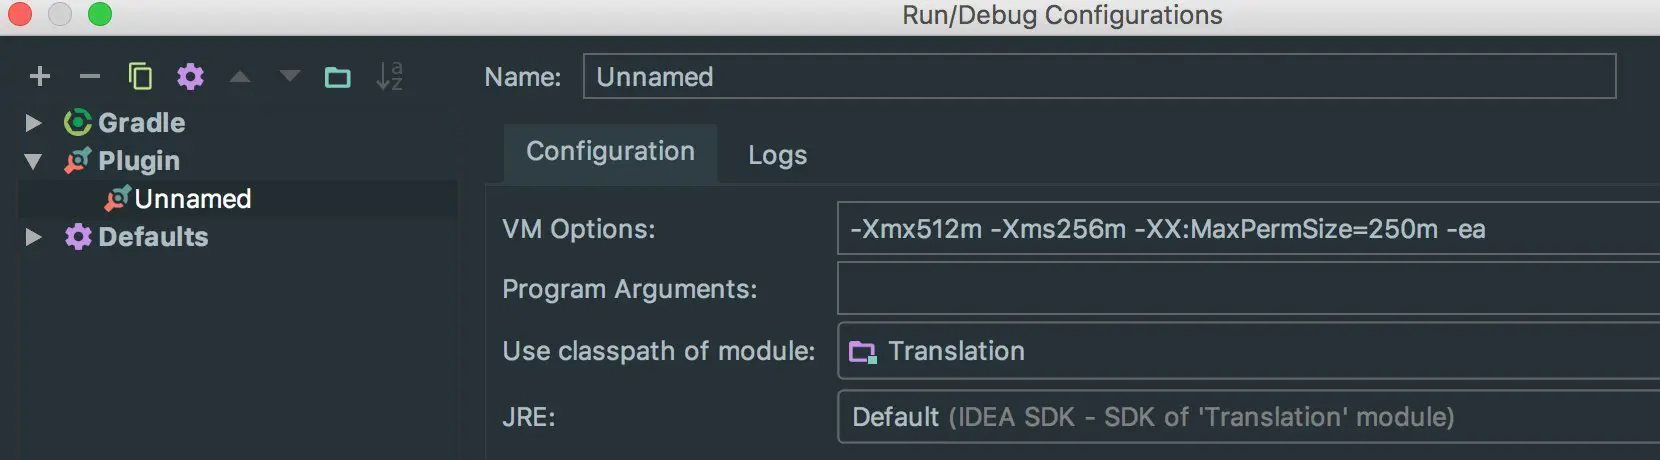 Run/Debug Configurations
Name: Unnamed
Gradle
Plugin
Unnamed
Defaults
Configuration Logs
VM Options: -Xmx512m -Xms256m -XX:MaxPermSize=250m -ea
Program Arguments:
Use classpath of module: Translation
JRE: Default (IDEA SDK - SDK of 'Translation' module)